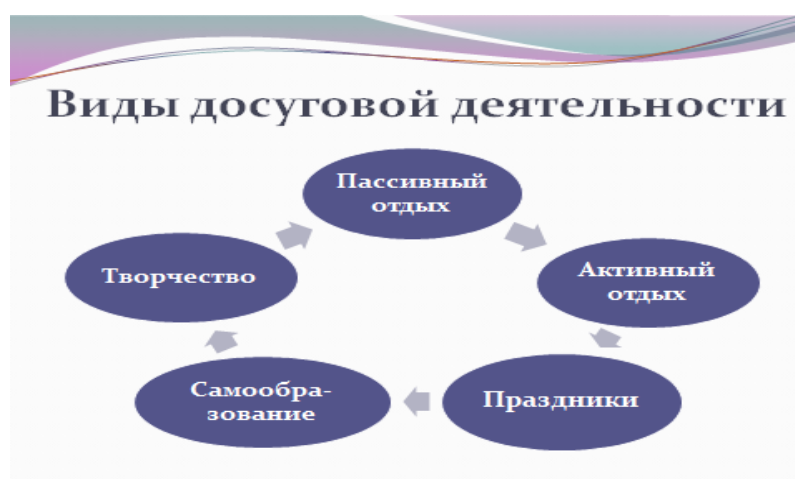 Виды досуговой деятельности
Пассивный
отдых
Активный
отдых
Праздники
Самообра-
зование
Творчество